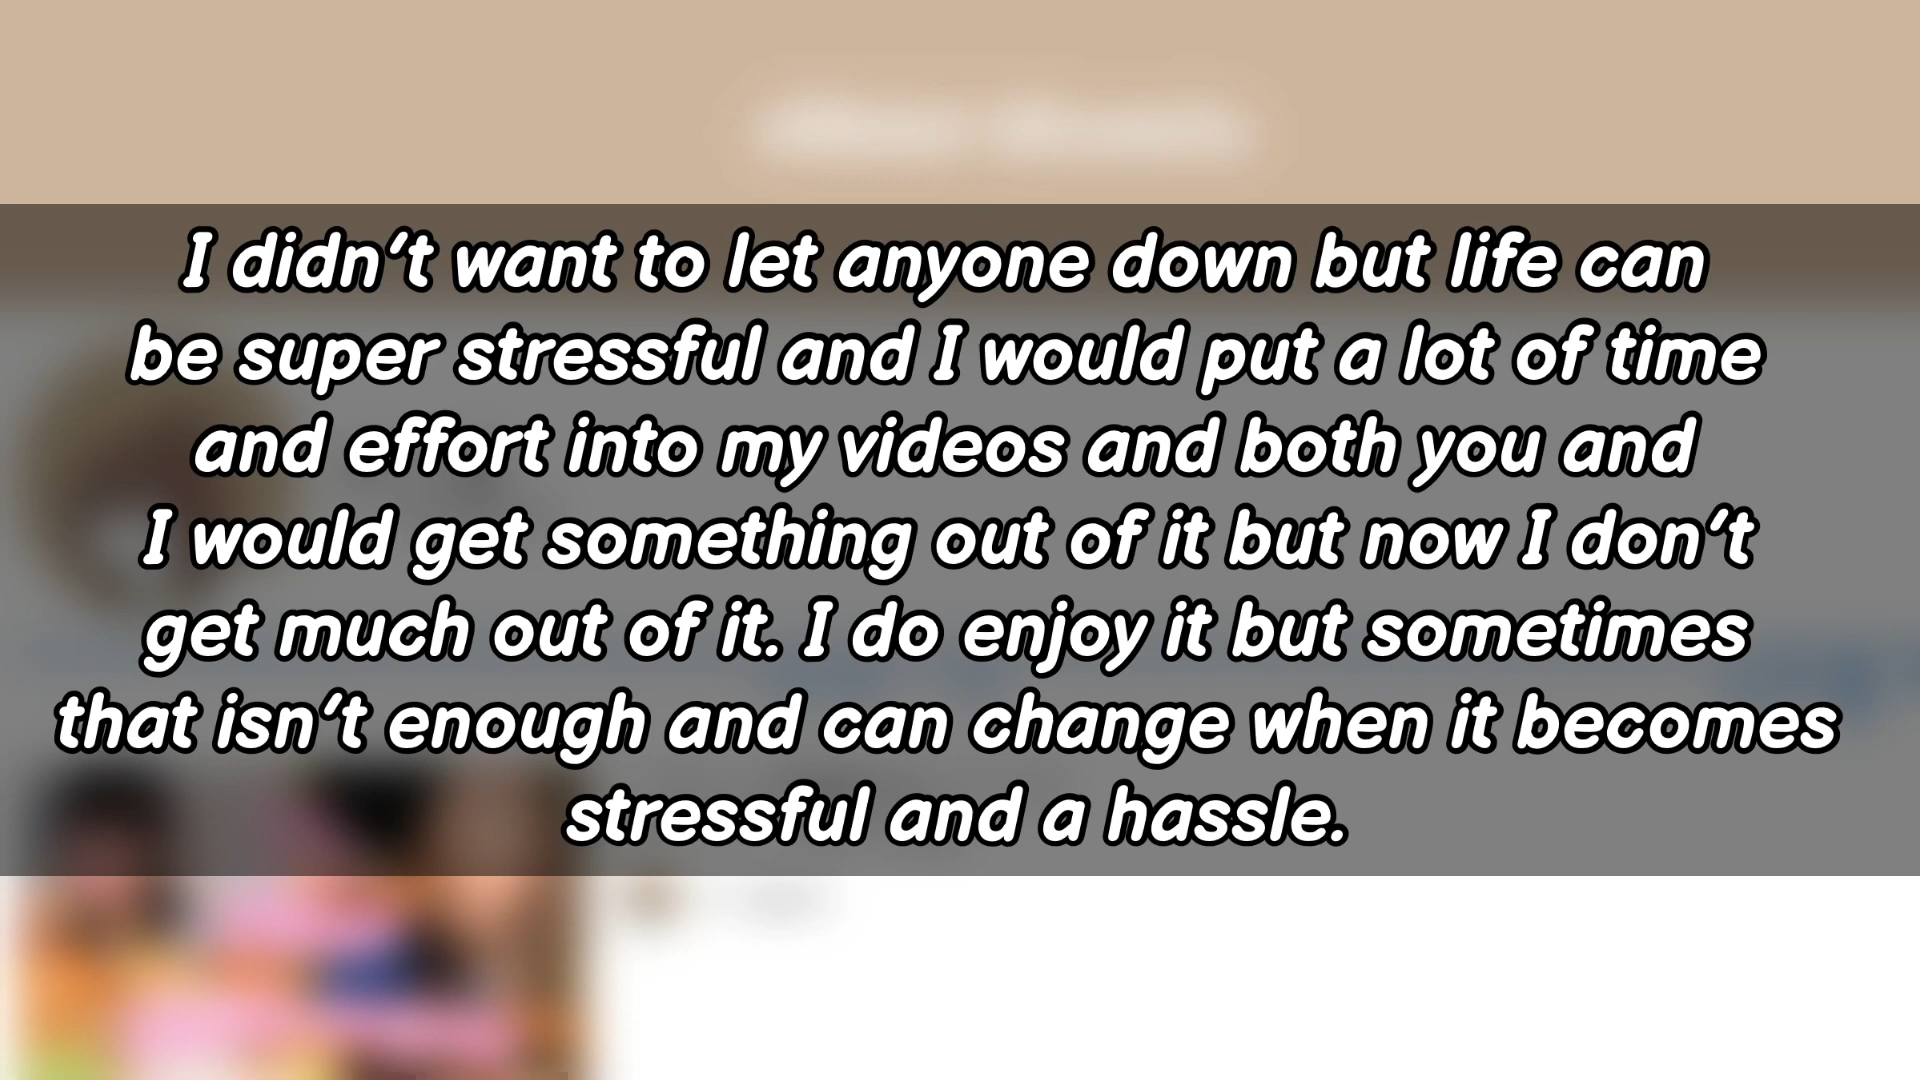 I didn't want to let anyone down but life can
be super stressful and I would put a lot of time
and effort into my videos and both you and
I would get something out of it but now I don't
get much out of it. I do enjoy it but sometimes
that isn't enough and can change when it becomes
stressful and a hassle.